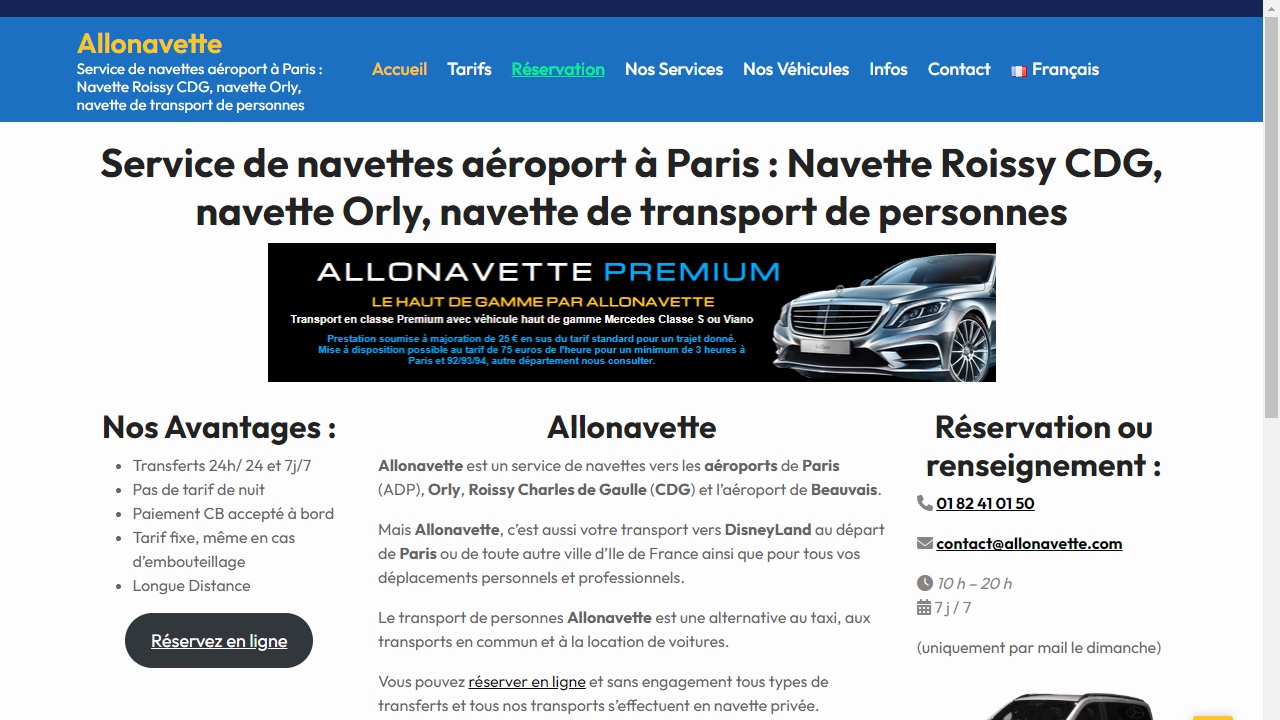 Allonavette
Service de navettes aéroport à Paris :
Navette Roissy CDG, navette Orly,
navette de transport de personnes
Accueil
Tarifs
Réservation
Nos Services
Nos Véhicules
Infos
Contact
Français
Service de navettes aéroport à Paris : Navette Roissy CDG,
navette Orly, navette de transport de personnes
ALLONAVETTE PREMIUM
LE HAUT DE GAMME PAR ALLONAVETTE
Transport en classe Premium avec véhicule haut de gamme Mercedes Classe S ou Viano
Prestation soumise à majoration de 25 € en sus du tarif standard pour un trajet donné.
Mise à disposition possible au tarif de 75 euros de l'heure pour un minimum de 3 heures à
Paris et 92/93/94, autre département nous consulter.
Nos Avantages :
Transferts 24h/ 24 et 7j/7
Pas de tarif de nuit
Paiement CB accepté à bord
Tarif fixe, même en cas
d’embouteillage
Longue Distance
Réservez en ligne
Allonavette
Allonavette est un service de navettes vers les aéroports de Paris
(ADP), Orly, Roissy Charles de Gaulle (CDG) et l’aéroport de Beauvais.
Mais Allonavette, c’est aussi votre transport vers DisneyLand au départ
de Paris ou de toute autre ville d’Ile de France ainsi que pour tous vos
déplacements personnels et professionnels.
Le transport de personnes Allonavette est une alternative au taxi, aux
transports en commun et à la location de voitures.
Vous pouvez réserver en ligne et sans engagement tous types de
transferts et tous nos transports s’effectuent en navette privée.
Réservation ou
renseignement :
01 82 41 01 50
contact@allonavette.com
10 h – 20 h
7 j / 7
(uniquement par mail le dimanche)